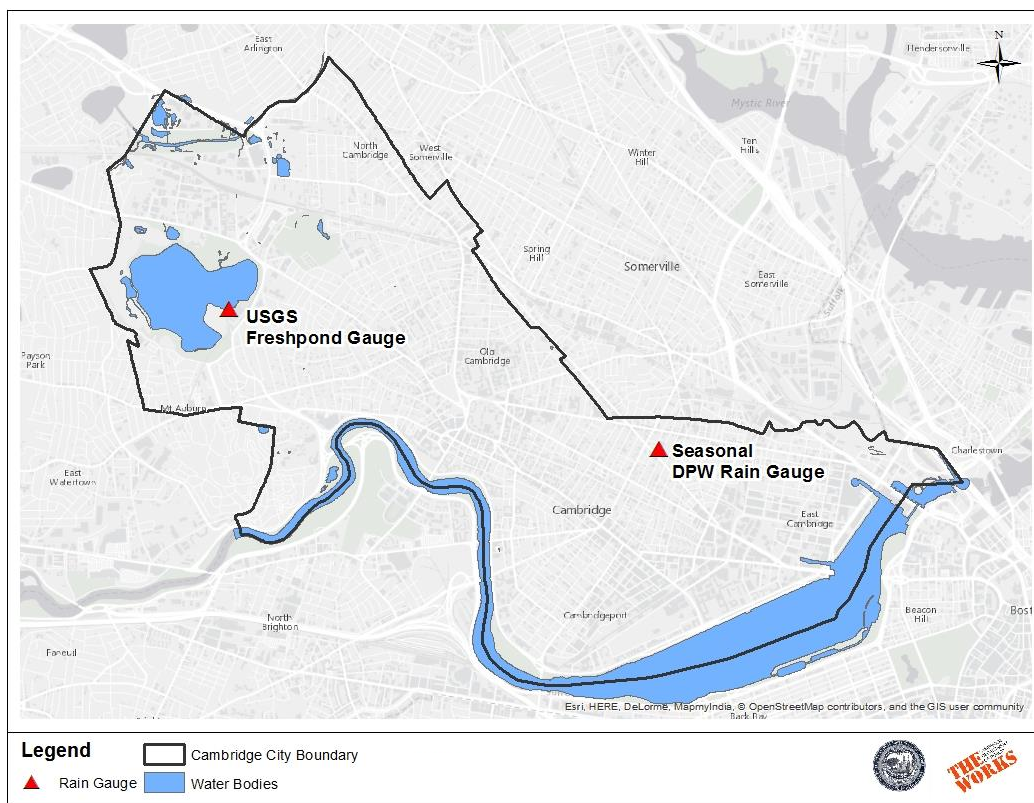 East
Arlington
N
Hendersonville
Mystic River
Ten
Hills
North
Cambridge
West
Somerville
Winter
Hill
Spring
Hill
Somerville
East
Somerville
Suffolk
USGS
Freshpond Gauge
Payson
Park
Old
Cambridge
Mt Auburn
Seasonal
DPW Rain Gauge
Charlestown
East
Watertown
Cambridge
East
Cambridge
Cambridgeport
North
Brighton
Beacon
Hill
Bost
Faneuil
Esri, HERE, DeLorme, MapmyIndia, © OpenStreetMap contributors, and the GIS user community
Back Bay
Legend
Cambridge City Boundary
Rain Gauge
Water Bodies
THE
WORKS